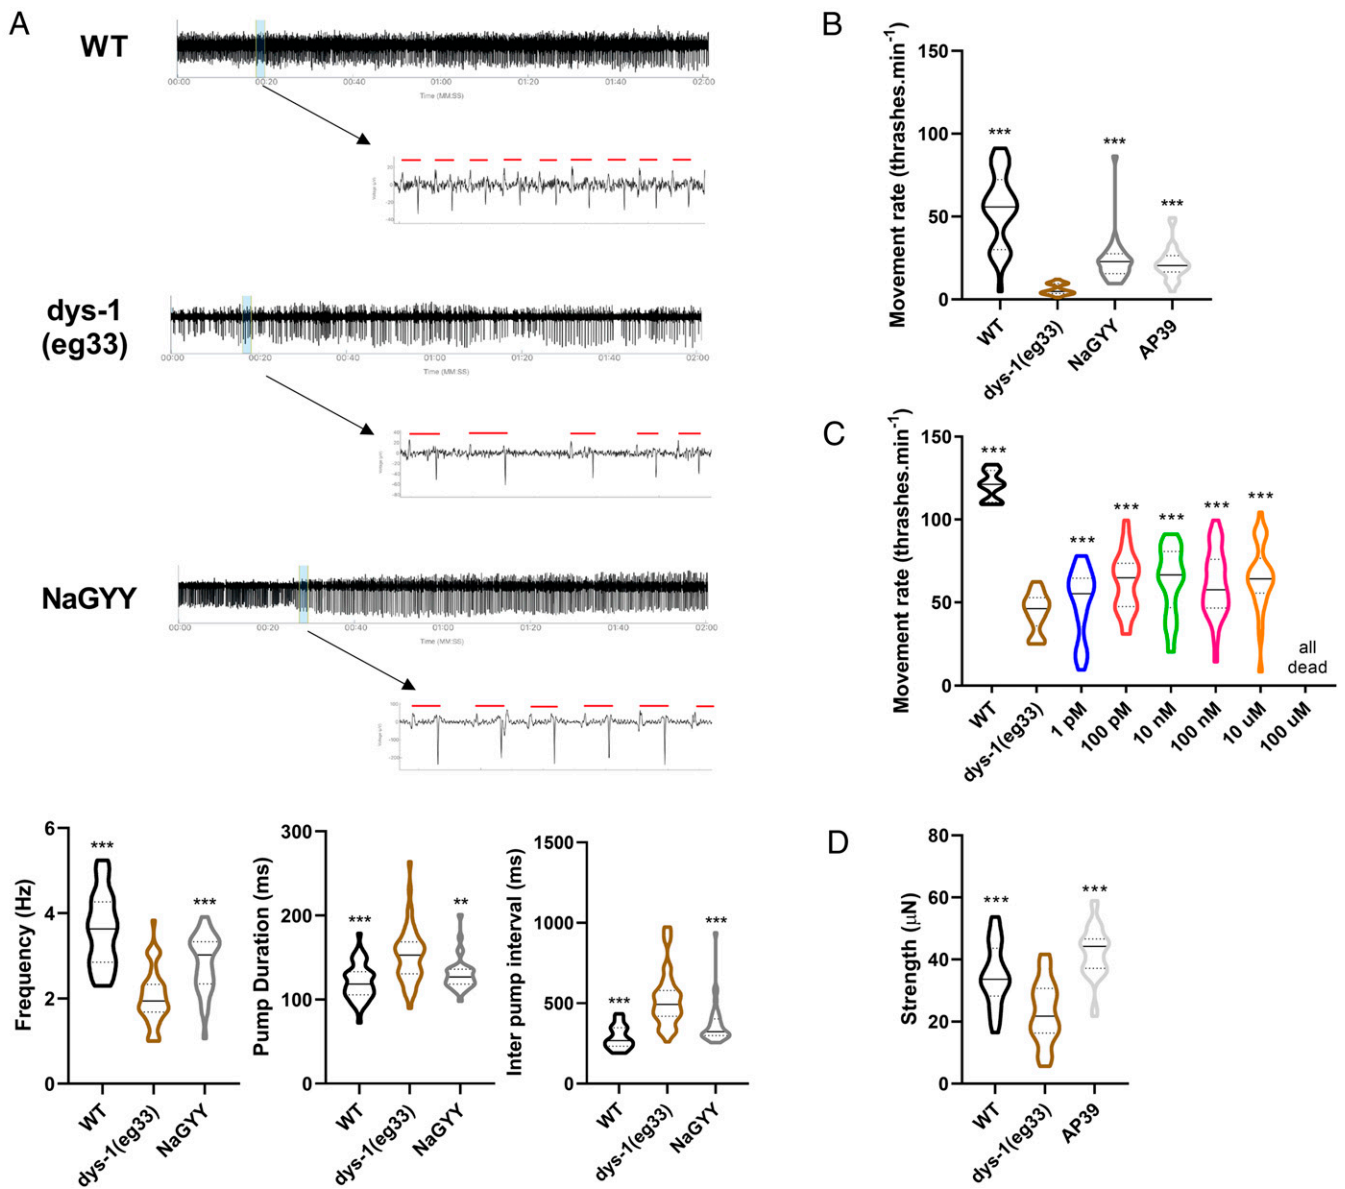 A
WT
00:00 00:20 00:40 01:00 01:20 01:40 02:00
Time (MM:SS)
dys-1
(eg33)
00:00 00:20 00:40 01:00 01:20 01:40 02:00
Time (MM:SS)
NaGYY
00:00 00:20 00:40 01:00 01:20 01:40 02:00
Time (MM:SS)
Frequency (Hz)
6
4
2
0
***
***
WT
dys-1(eg33)
NaGYY
Pump Duration (ms)
300
200
100
0
***
**
WT
dys-1(eg33)
NaGYY
Inter pump interval (ms)
1500
1000
500
0
***
***
WT
dys-1(eg33)
NaGYY
B
Movement rate (thrashes.min-1)
150
100
50
0
***
***
***
WT
dys-1(eg33)
NaGYY
AP39
C
Movement rate (thrashes.min-1)
150
100
50
0
***
***
***
***
***
***
all
dead
WT
dys-1(eg33)
1 pM
100 pM
10 nM
100 nM
10 uM
100 uM
D
Strength (µN)
80
60
40
20
0
***
***
WT
dys-1(eg33)
AP39